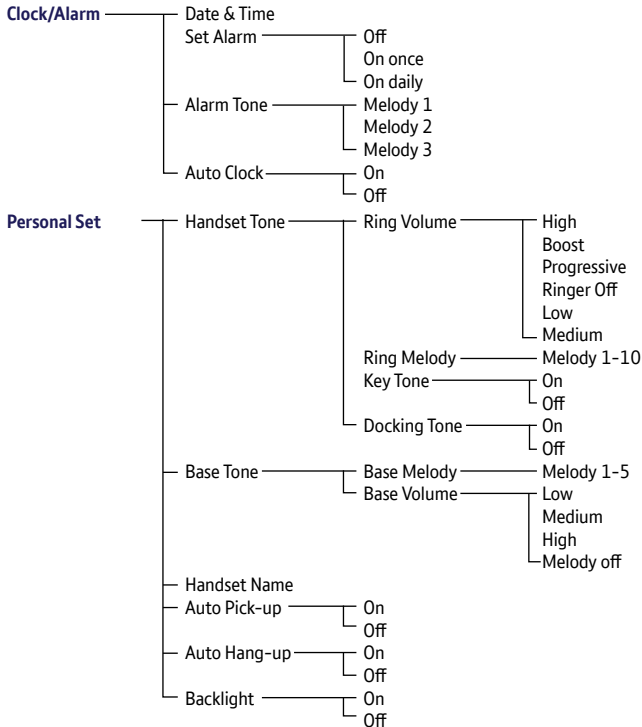 Clock/Alarm Date & Time
Set Alarm Off
On once
On daily
Alarm Tone Melody 1
Melody 2
Melody 3
Auto Clock On
Off
Personal Set Handset Tone Ring Volume High
Boost
Progressive
Ringer Off
Low
Medium
Ring Melody Melody 1-10
Key Tone On
Off
Docking Tone On
Off
Base Tone Base Melody Melody 1-5
Base Volume Low
Medium
High
Melody off
Handset Name
Auto Pick-up On
Off
Auto Hang-up On
Off
Backlight On
Off